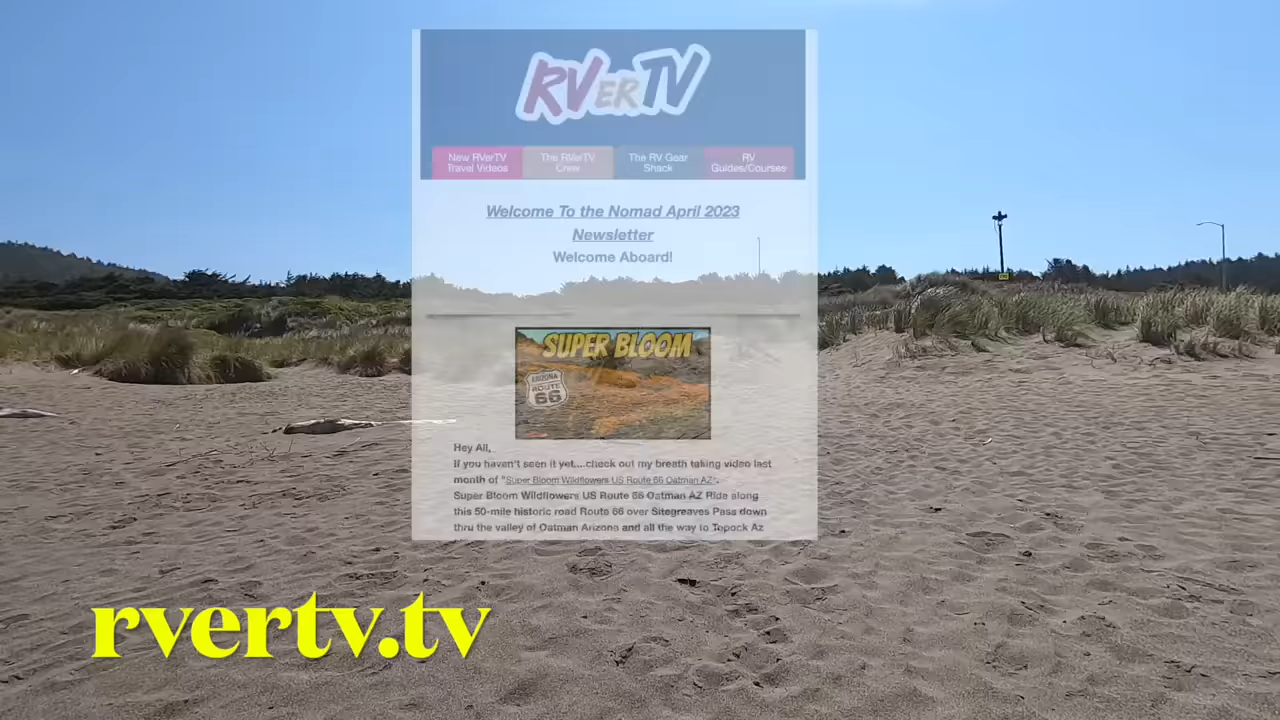 RVerTV
New RVerTV
Travel Videos
The RVerTV
Crew
The RV Gear
Shack
RV
Guides/Courses
Welcome To the Nomad April 2023
Newsletter
Welcome Aboard!
SUPER BLOOM
ARIZONA
ROUTE
66
Hey All,
If you haven't seen it yet....check out my breath taking video last
month of "Super Bloom Wildflowers US Route 66 Oatman AZ".
Super Bloom Wildflowers US Route 66 Oatman AZ Ride along
this 50-mile historic road Route 66 over Sitegreaves Pass down
thru the valley of Oatman Arizona and all the way to Topock Az
rvertv.tv